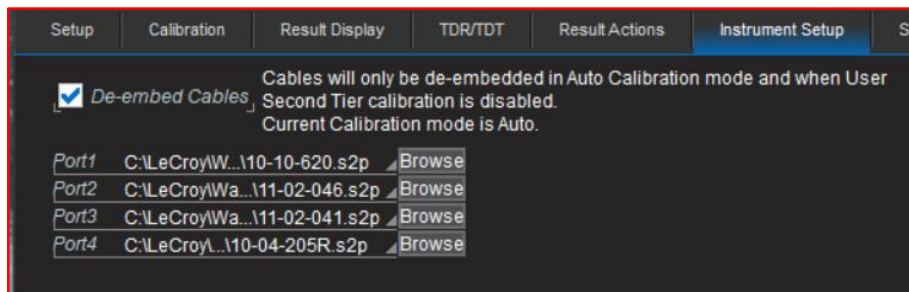 Setup Calibration Result Display TDR/TDT Result Actions Instrument Setup S
De-embed Cables
Cables will only be de-embedded in Auto Calibration mode and when User
Second Tier calibration is disabled.
Current Calibration mode is Auto.
Port1 C:\LeCroy\W...\10-10-620.s2p Browse
Port2 C:\LeCroy\Wa...\11-02-046.s2p Browse
Port3 C:\LeCroy\Wa...\11-02-041.s2p Browse
Port4 C:\LeCroy\...\10-04-205R.s2p Browse